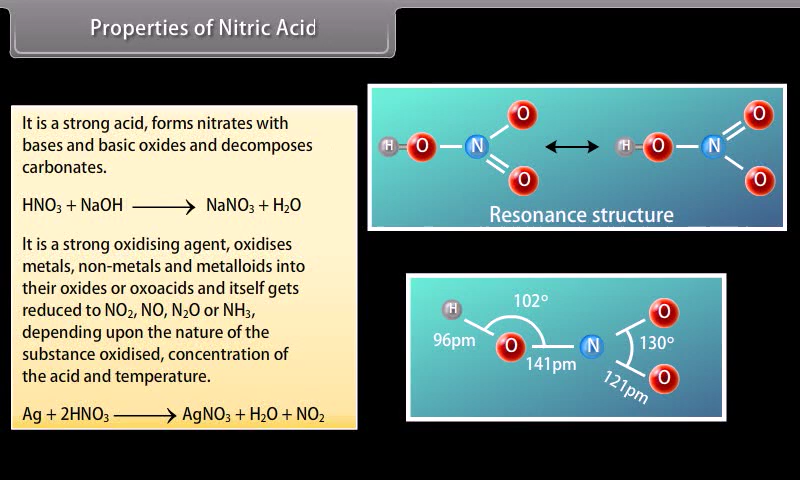 Properties of Nitric Acid
It is a strong acid, forms nitrates with
bases and basic oxides and decomposes
carbonates.
HNO₃ + NaOH ⟶ NaNO₃ + H₂O
It is a strong oxidising agent, oxidises
metals, non-metals and metalloids into
their oxides or oxoacids and itself gets
reduced to NO₂, NO, N₂O or NH₃,
depending upon the nature of the
substance oxidised, concentration of
the acid and temperature.
Ag + 2HNO₃ ⟶ AgNO₃ + H₂O + NO₂
O O
H O N H O N
O O
Resonance structure
H 102° O
96pm O 141pm N 130°
121pm O